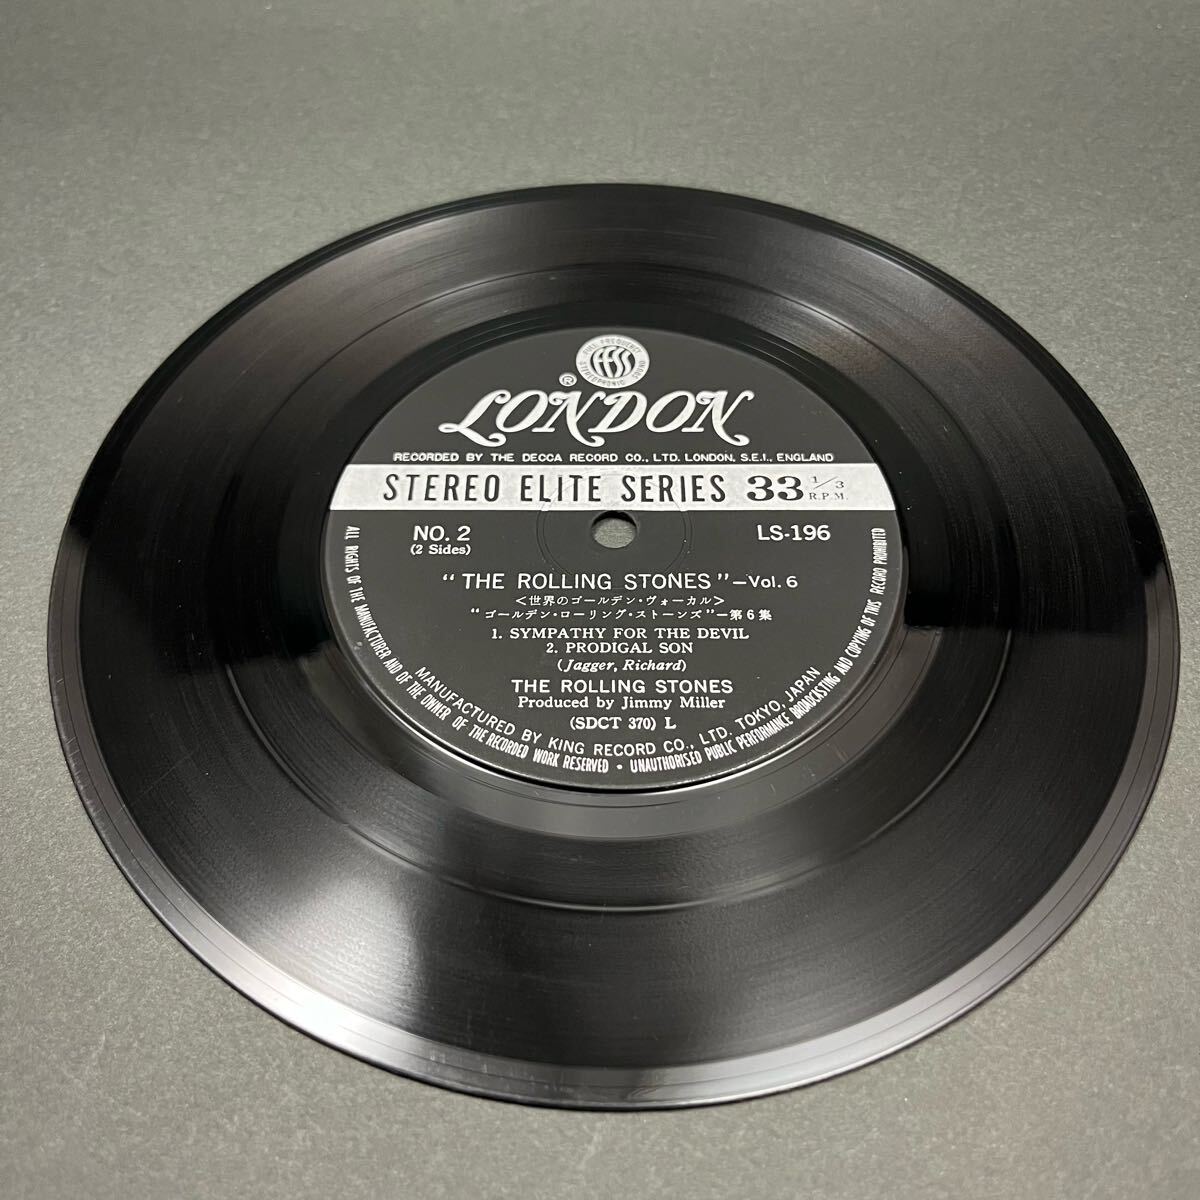 FULL FREQUENCY
STEREOPHONIC SOUND
FFSS
®
LONDON
RECORDED BY THE DECCA RECORD CO., LTD. LONDON, S.E.I., ENGLAND
STEREO ELITE SERIES 33 1/3 R.P.M.
NO. 2
(2 Sides)
LS-196
"THE ROLLING STONES"—Vol. 6
<世界のゴールデン・ヴォーカル>
"ゴールデン・ローリング・ストーンズ"—第6集
1. SYMPATHY FOR THE DEVIL
2. PRODIGAL SON
(Jagger, Richard)
THE ROLLING STONES
Produced by Jimmy Miller
(SDCT 370) L
MANUFACTURED BY KING RECORD CO., LTD. TOKYO, JAPAN
ALL RIGHTS OF THE MANUFACTURER AND OF THE OWNER OF THE RECORDED WORK RESERVED • UNAUTHORISED PUBLIC PERFORMANCE BROADCASTING AND COPYING OF THIS RECORD PROHIBITED